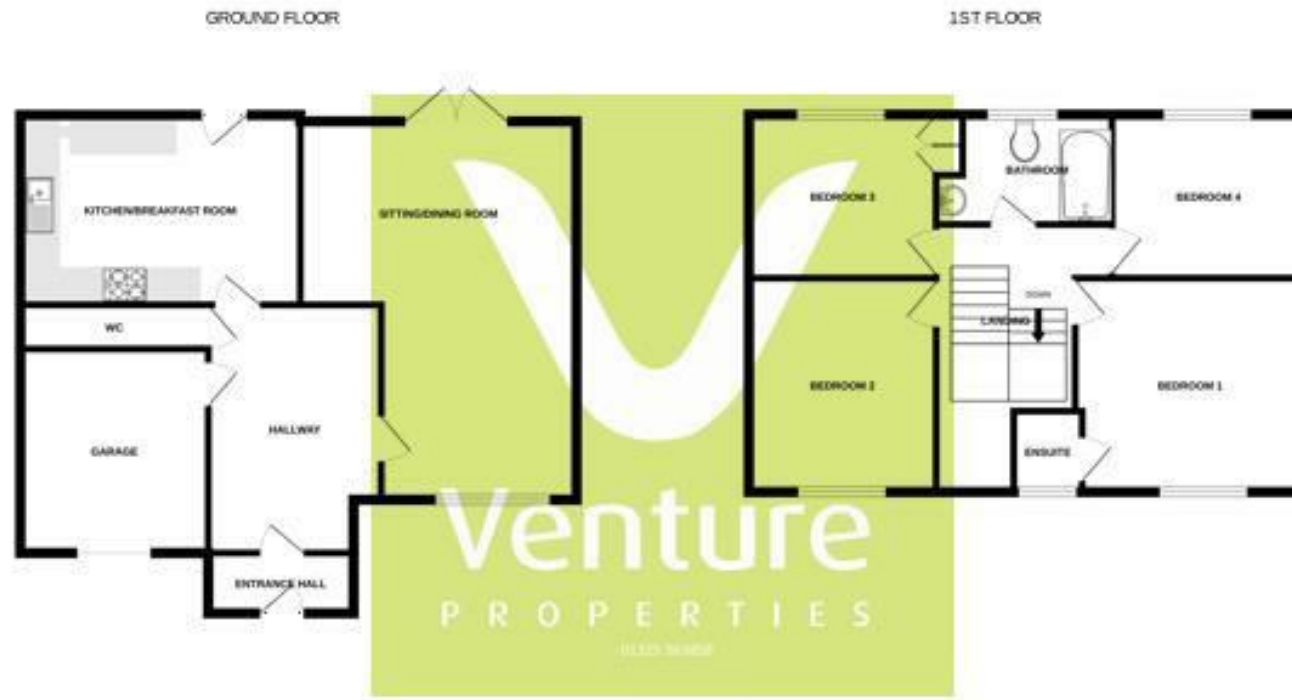 GROUND FLOOR
1ST FLOOR
KITCHEN/BREAKFAST ROOM
SITTING/DINING ROOM
WC
GARAGE
HALLWAY
ENTRANCE HALL
BEDROOM 3
BATHROOM
BEDROOM 4
DOWN
LANDING
BEDROOM 2
BEDROOM 1
ENSUITE
Venture
PROPERTIES